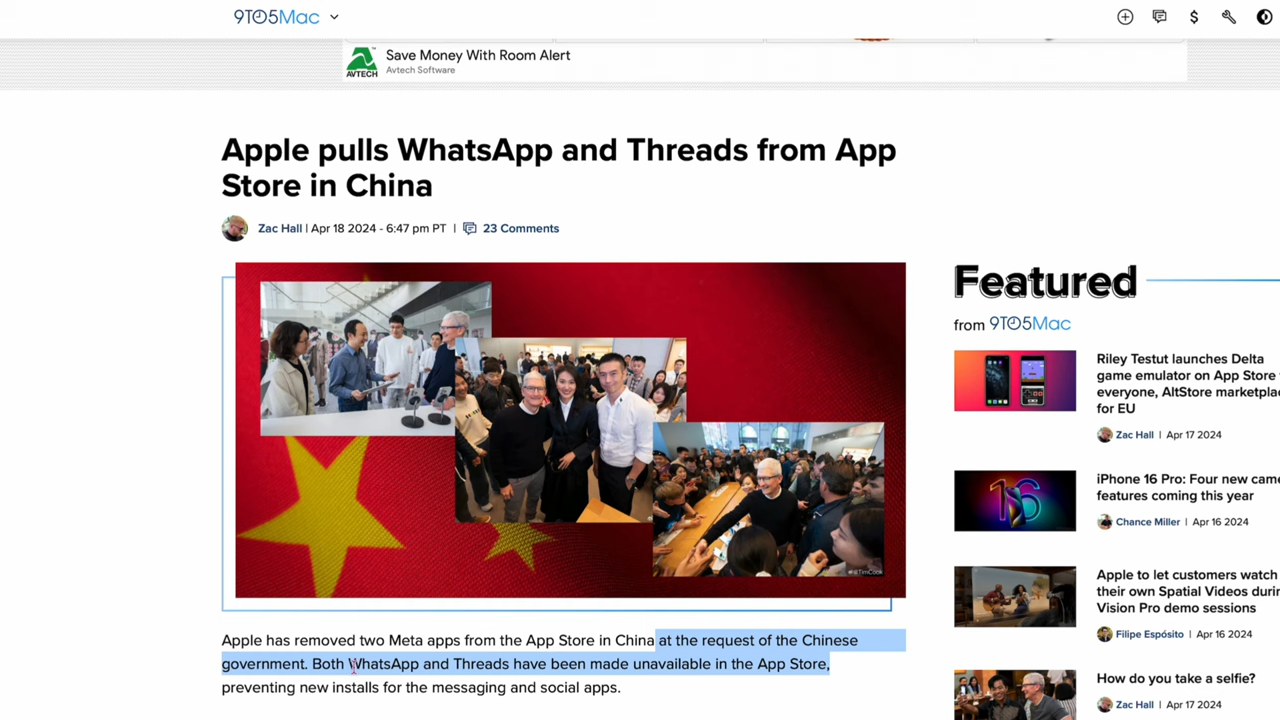 9TO5Mac
$
Save Money With Room Alert
AVTECH
Avtech Software
Apple pulls WhatsApp and Threads from App
Store in China
Zac Hall | Apr 18 2024 - 6:47 pm PT | 23 Comments
@TimCook
Apple has removed two Meta apps from the App Store in China at the request of the Chinese
government. Both WhatsApp and Threads have been made unavailable in the App Store,
preventing new installs for the messaging and social apps.
Featured
from 9TO5Mac
Riley Testut launches Delta
game emulator on App Store
everyone, AltStore
for EU
Zac Hall | Apr 17 2024
16
iPhone 16 Pro: Four new
features coming this year
Chance Miller | Apr 16 2024
Apple to let customers watch
their own Spatial Videos
Vision Pro demo sessions
Filipe Espósito | Apr 16 2024
How do you take a selfie?
Zac Hall | Apr 17 2024